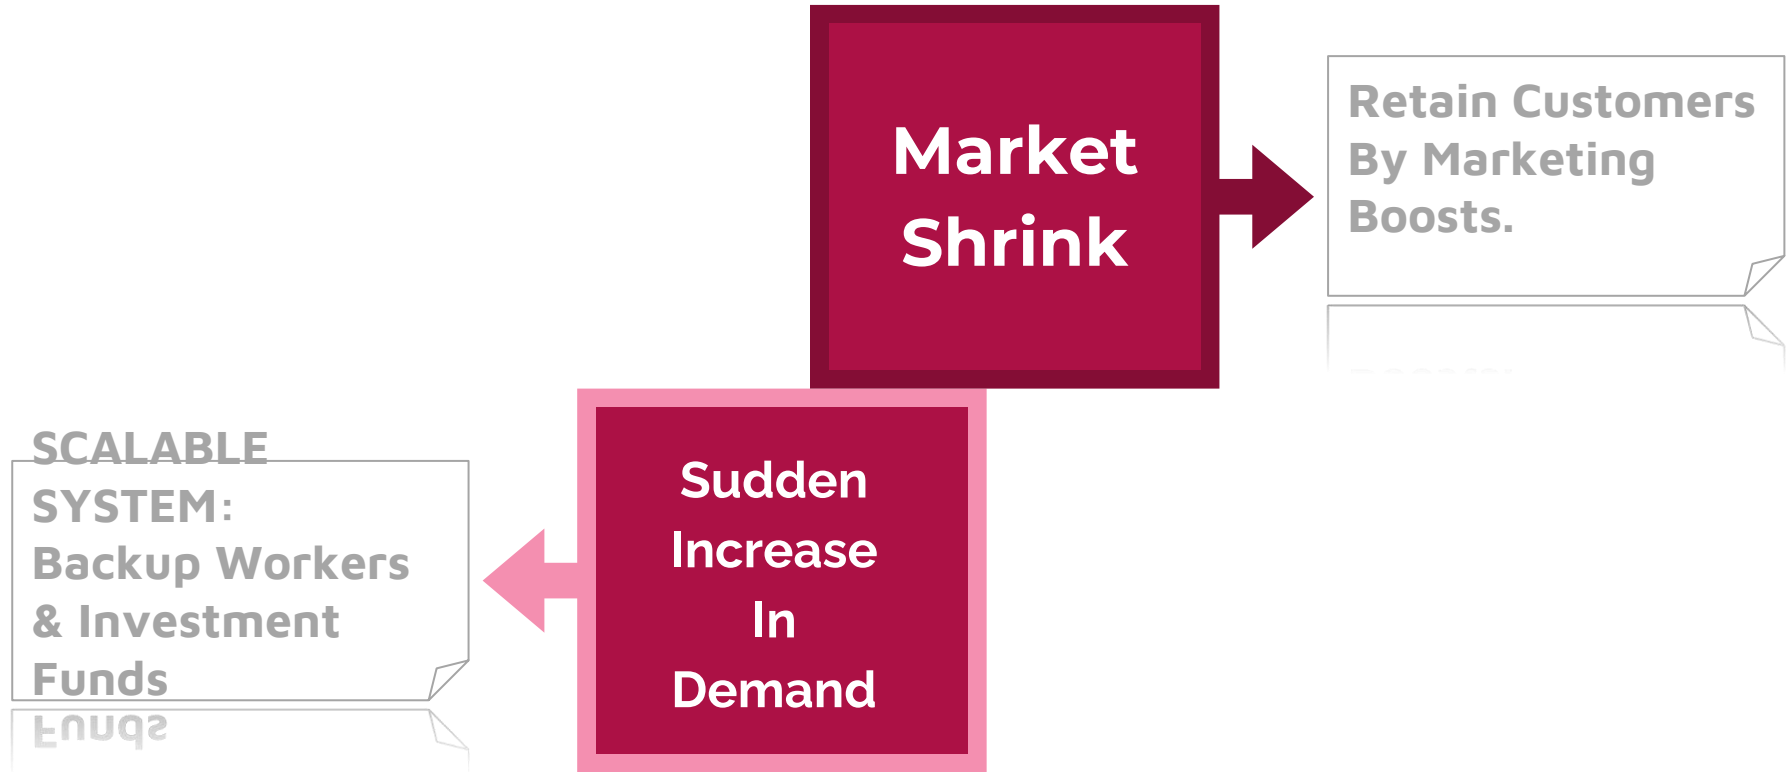 Market
Shrink
Retain Customers
By Marketing
Boosts.
SCALABLE
SYSTEM:
Backup Workers
& Investment
Funds
Sudden
Increase
In
Demand